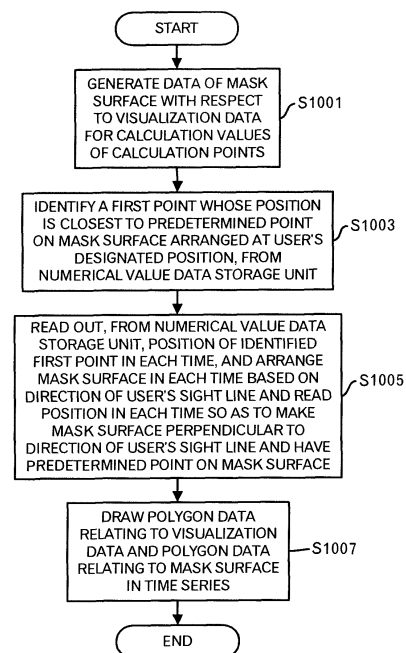 START
GENERATE DATA OF MASK
SURFACE WITH RESPECT
TO VISUALIZATION DATA
FOR CALCULATION VALUES
OF CALCULATION POINTS
S1001
IDENTIFY A FIRST POINT WHOSE POSITION
IS CLOSEST TO PREDETERMINED POINT
ON MASK SURFACE ARRANGED AT USER'S
DESIGNATED POSITION, FROM
NUMERICAL VALUE DATA STORAGE UNIT
S1003
READ OUT, FROM NUMERICAL VALUE DATA
STORAGE UNIT, POSITION OF IDENTIFIED
FIRST POINT IN EACH TIME, AND ARRANGE
MASK SURFACE IN EACH TIME BASED ON
DIRECTION OF USER'S SIGHT LINE AND READ
POSITION IN EACH TIME SO AS TO MAKE
MASK SURFACE PERPENDICULAR TO
DIRECTION OF USER'S SIGHT LINE AND HAVE
PREDETERMINED POINT ON MASK SURFACE
S1005
DRAW POLYGON DATA
RELATING TO VISUALIZATION
DATA AND POLYGON DATA
RELATING TO MASK SURFACE
IN TIME SERIES
S1007
END